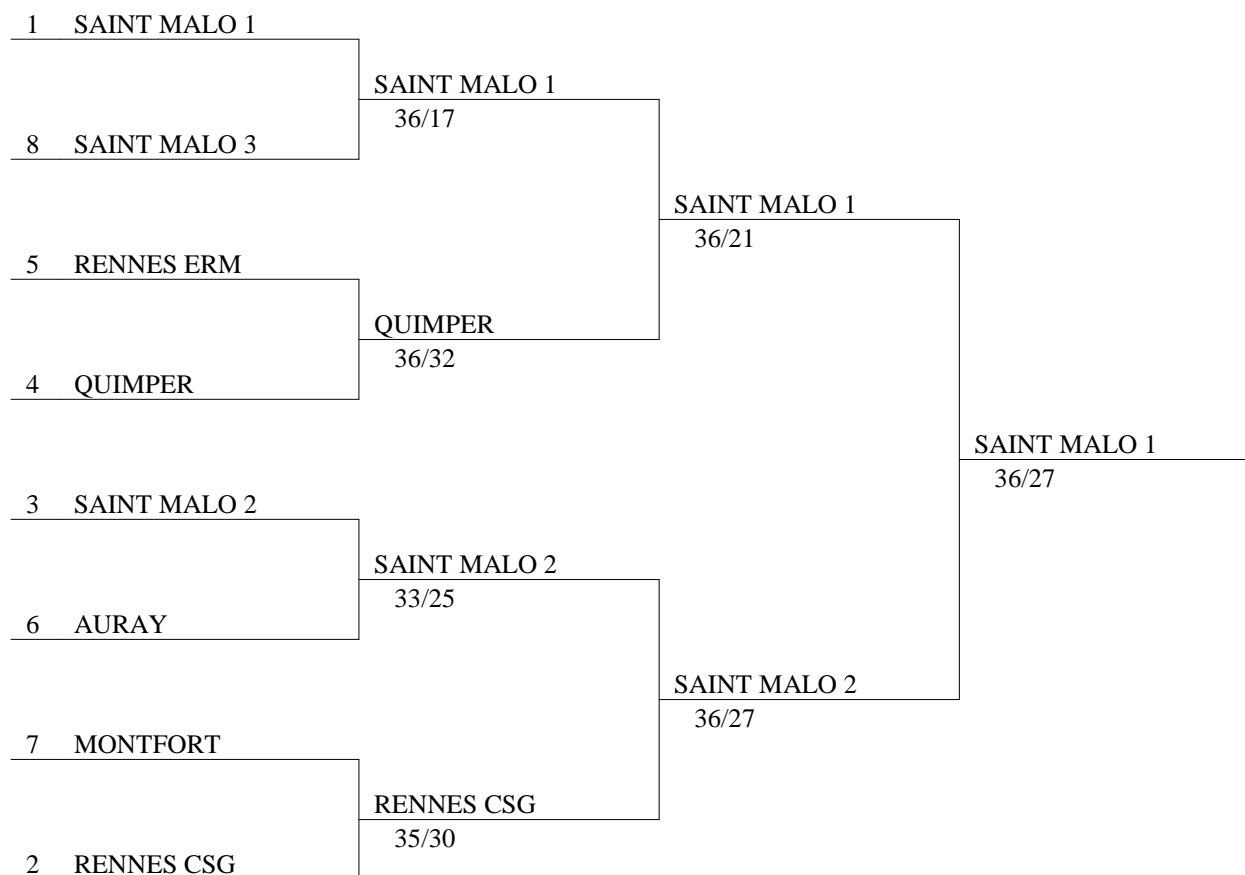 1 SAINT MALO 1
SAINT MALO 1
36/17
8 SAINT MALO 3
SAINT MALO 1
36/21
5 RENNES ERM
QUIMPER
36/32
4 QUIMPER
SAINT MALO 1
36/27
3 SAINT MALO 2
SAINT MALO 2
33/25
6 AURAY
SAINT MALO 2
36/27
7 MONTFORT
RENNES CSG
35/30
2 RENNES CSG